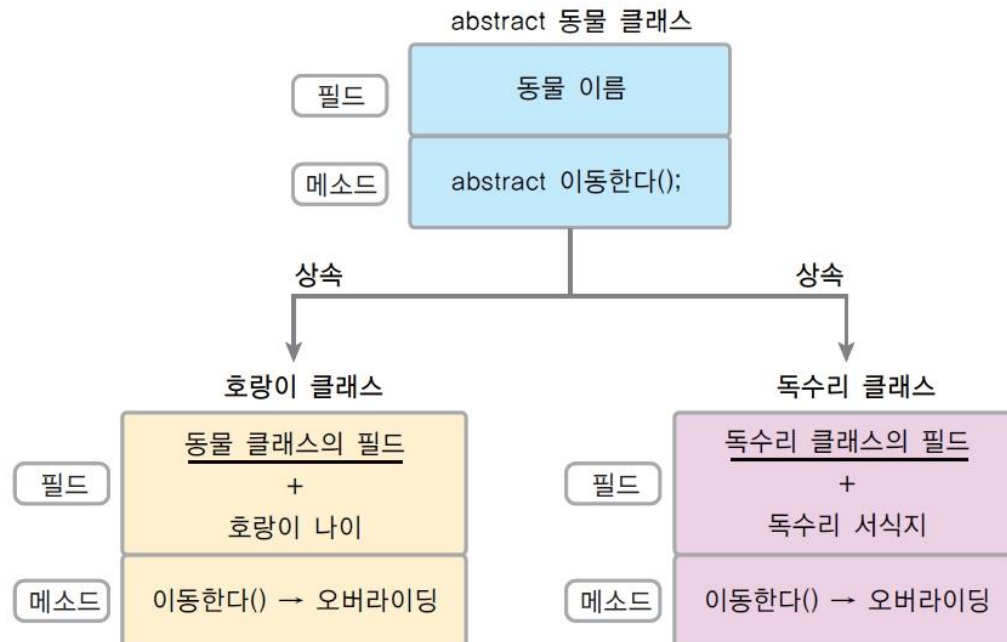 abstract 동물 클래스
필드
동물 이름
메소드
abstract 이동한다();
상속
상속
호랑이 클래스
필드
동물 클래스의 필드
+
호랑이 나이
메소드
이동한다() → 오버라이딩
독수리 클래스
필드
독수리 클래스의 필드
+
독수리 서식지
메소드
이동한다() → 오버라이딩